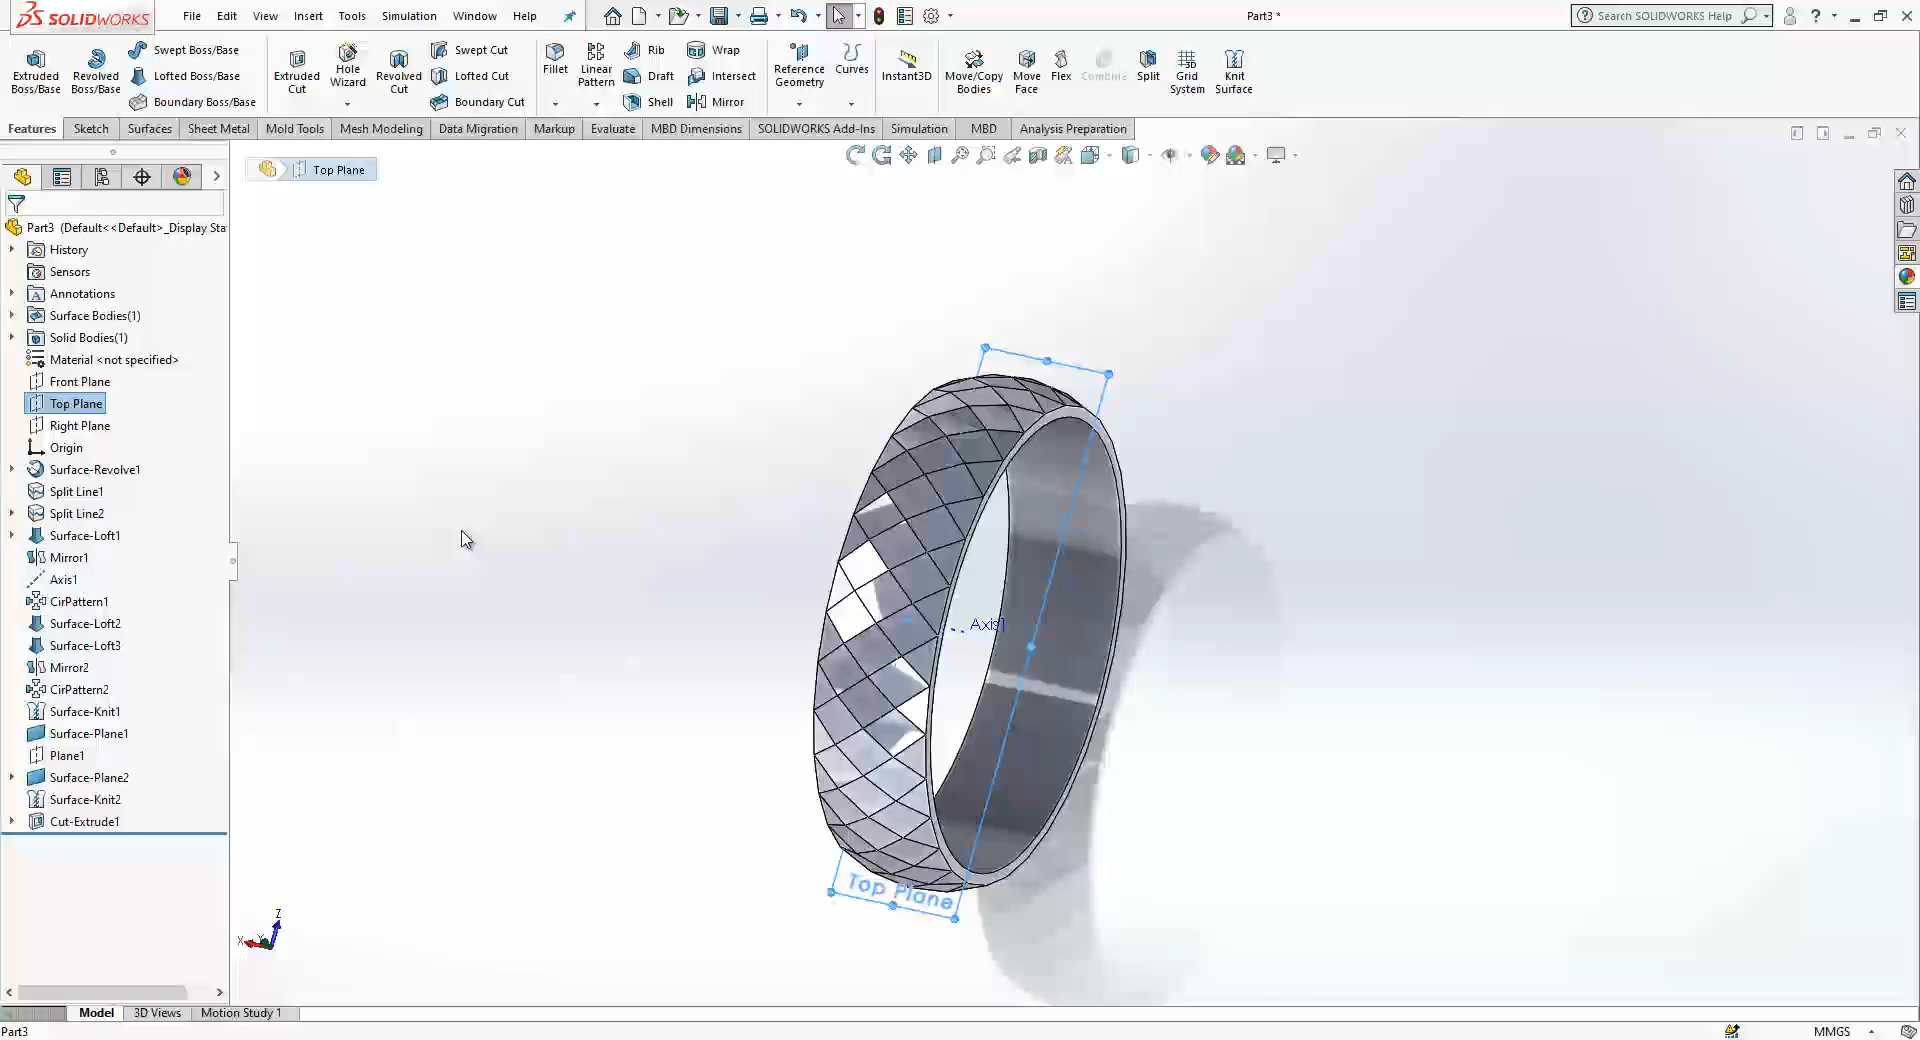 SOLIDWORKS File Edit View Insert Tools Simulation Window Help Part3 * Search SOLIDWORKS Help
Extruded Boss/Base
Revolved Boss/Base
Swept Boss/Base
Lofted Boss/Base
Boundary Boss/Base
Extruded Cut
Hole Wizard
Revolved Cut
Swept Cut
Lofted Cut
Boundary Cut
Fillet
Linear Pattern
Rib
Draft
Shell
Wrap
Intersect
Mirror
Reference Geometry
Curves
Instant3D
Move/Copy Bodies
Move Face
Flex
Combine
Split
Grid System
Knit Surface
Features Sketch Surfaces Sheet Metal Mold Tools Mesh Modeling Data Migration Markup Evaluate MBD Dimensions SOLIDWORKS Add-Ins Simulation MBD Analysis Preparation
Top Plane
Part3 (Default<<Default>_Display Sta
History
Sensors
Annotations
Surface Bodies(1)
Solid Bodies(1)
Material <not specified>
Front Plane
Top Plane
Right Plane
Origin
Surface-Revolve1
Split Line1
Split Line2
Surface-Loft1
Mirror1
Axis1
CirPattern1
Surface-Loft2
Surface-Loft3
Mirror2
CirPattern2
Surface-Knit1
Surface-Plane1
Plane1
Surface-Plane2
Surface-Knit2
Cut-Extrude1
Axis1
Top Plane
Z
X
Y
Model 3D Views Motion Study 1
Part3 MMGS